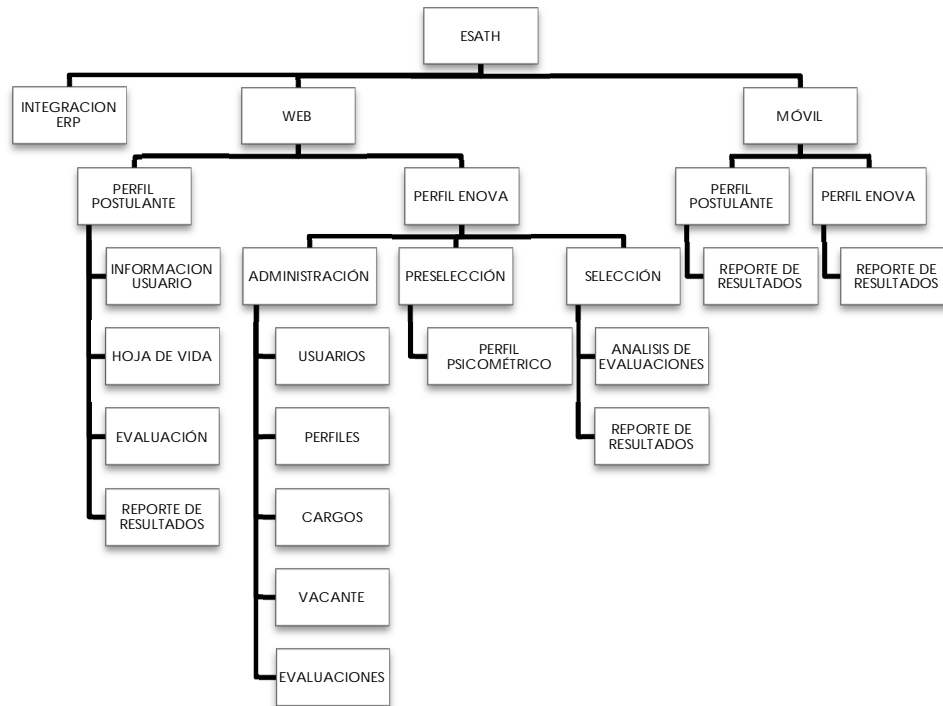 ESATH
INTEGRACION
ERP
WEB
MÓVIL
PERFIL
POSTULANTE
PERFIL ENOVA
PERFIL
POSTULANTE
PERFIL ENOVA
INFORMACION
USUARIO
ADMINISTRACIÓN
PRESELECCIÓN
SELECCIÓN
REPORTE DE
RESULTADOS
REPORTE DE
RESULTADOS
HOJA DE VIDA
USUARIOS
PERFIL
PSICOMÉTRICO
ANALISIS DE
EVALUACIONES
EVALUACIÓN
PERFILES
REPORTE DE
RESULTADOS
REPORTE DE
RESULTADOS
CARGOS
VACANTE
EVALUACIONES